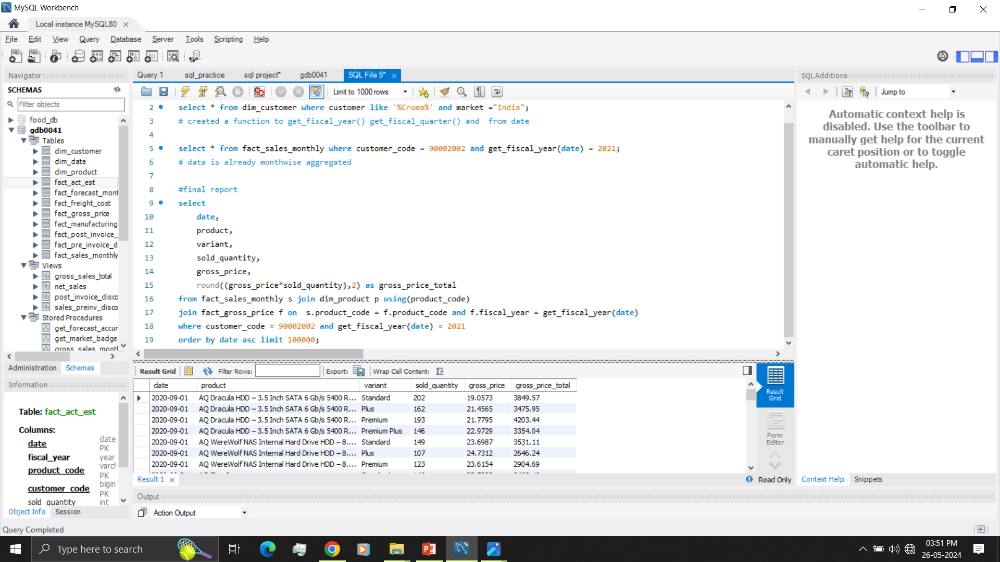 MySQL Workbench
Local instance MySQL80
File Edit View Query Database Server Tools Scripting Help
Navigator
SCHEMAS
Filter objects
food_db
gdb0041
Tables
dim_customer
dim_date
dim_product
fact_act_est
fact_forecast_mont
fact_freight_cost
fact_gross_price
fact_manufacturing
fact_post_invoice_
fact_pre_invoice_d
fact_sales_monthly
Views
gross_sales_total
net_sales
post_invoice_disco
sales_preinv_disco
Stored Procedures
get_forecast_accur
get_market_badge
gross_sales_montl
Administration Schemas
Information
Table: fact_act_est
Columns:
date date PK
fiscal_year year
product_code varch PK
customer_code bigin PK
sold_quantity int
Object Info Session
Query 1 sql_practice sql project* gdb0041 SQL File 5*
Limit to 1000 rows
2 select * from dim_customer where customer like '%Croma%' and market ="India";
3 # created a function to get_fiscal_year() get_fiscal_quarter() and  from date
4
5 select * from fact_sales_monthly where customer_code = 90002002 and get_fiscal_year(date) = 2021;
6 # data is already monthwise aggregated
7
8 #final report
9 select
10 date,
11 product,
12 variant,
13 sold_quantity,
14 gross_price,
15 round((gross_price*sold_quantity),2) as gross_price_total
16 from fact_sales_monthly s join dim_product p using(product_code)
17 join fact_gross_price f on  s.product_code = f.product_code and f.fiscal_year = get_fiscal_year(date)
18 where customer_code = 90002002 and get_fiscal_year(date) = 2021
19 order by date asc limit 100000;
Result Grid Filter Rows: Export: Wrap Cell Content:
date product variant sold_quantity gross_price gross_price_total
2020-09-01 AQ Dracula HDD – 3.5 Inch SATA 6 Gb/s 5400 R... Standard 202 19.0573 3849.57
2020-09-01 AQ Dracula HDD – 3.5 Inch SATA 6 Gb/s 5400 R... Plus 162 21.4565 3475.95
2020-09-01 AQ Dracula HDD – 3.5 Inch SATA 6 Gb/s 5400 R... Premium 193 21.7795 4203.44
2020-09-01 AQ Dracula HDD – 3.5 Inch SATA 6 Gb/s 5400 R... Premium Plus 146 22.9729 3354.04
2020-09-01 AQ WereWolf NAS Internal Hard Drive HDD – 8.... Standard 149 23.6987 3531.11
2020-09-01 AQ WereWolf NAS Internal Hard Drive HDD – 8.... Plus 107 24.7312 2646.24
2020-09-01 AQ WereWolf NAS Internal Hard Drive HDD – 8.... Premium 123 23.6154 2904.69
Result Grid
Form Editor
Result 1
Read Only
Output
Action Output
SQLAdditions
Jump to
Automatic context help is
disabled. Use the toolbar to
manually get help for the current
caret position or to toggle
automatic help.
Context Help Snippets
Query Completed
Type here to search
03:51 PM
26-05-2024